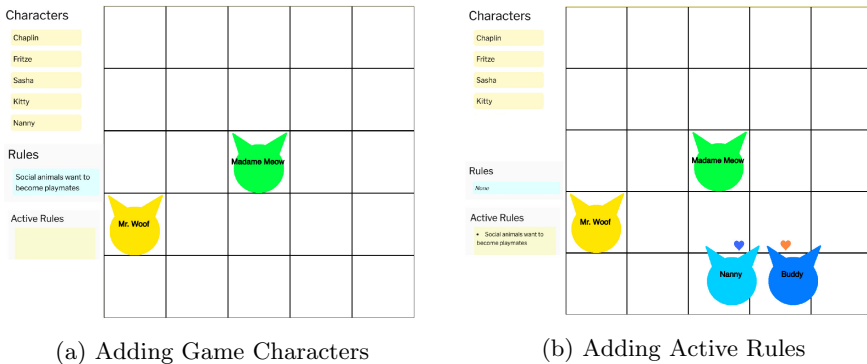 Characters
Chaplin
Fritze
Sasha
Kitty
Nanny
Rules
Social animals want to
become playmates
Active Rules
Madame Meow
Mr. Woof
(a) Adding Game Characters
Characters
Chaplin
Fritze
Sasha
Kitty
Rules
None
Active Rules
• Social animals want to
become playmates
Madame Meow
Mr. Woof
Nanny
Buddy
(b) Adding Active Rules